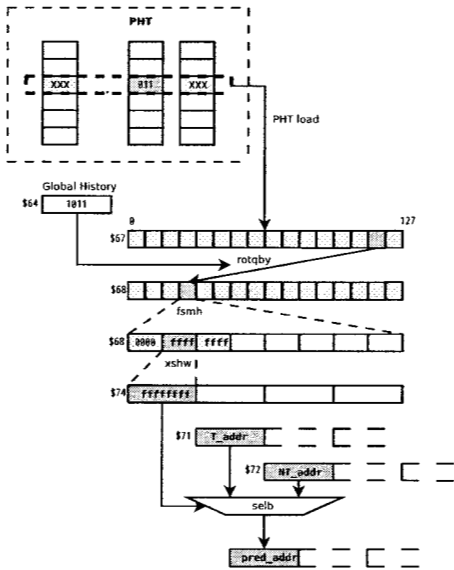 PHT
XXX 011 XXX
PHT load
Global History
$64 1011
0 127
$67
rotqby
$68
fsmh
$68 0000 ffff ffff
xshw
$74 ffffffff
$71 T_addr
$72 NT_addr
selb
pred_addr